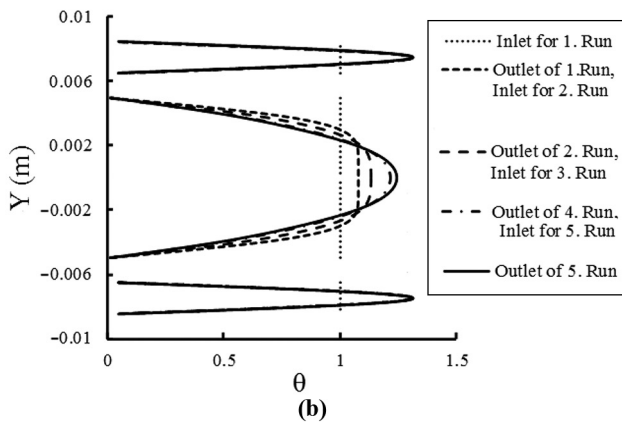 0.01
0.006
0.002
−0.002
−0.006
−0.01
Y (m)
0
0.5
1
1.5
θ
(b)
Inlet for 1. Run
Outlet of 1.Run,
Inlet for 2. Run
Outlet of 2. Run,
Inlet for 3. Run
Outlet of 4. Run,
Inlet for 5. Run
Outlet of 5. Run